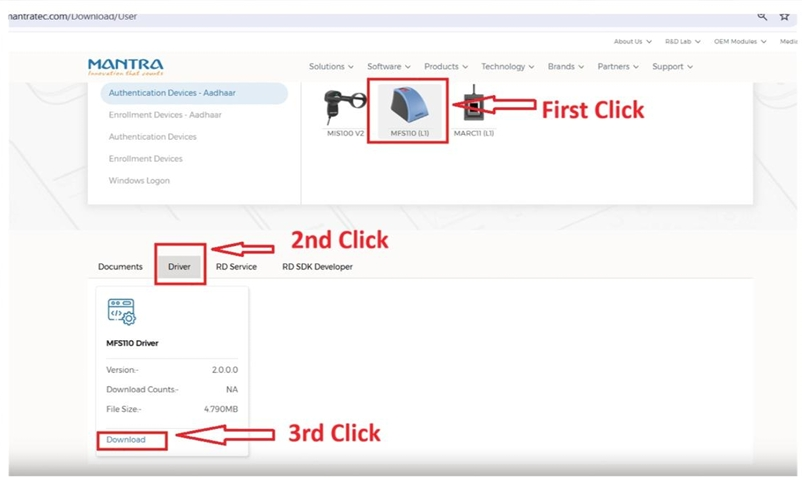 mantratec.com/Download/User
About Us R&D Lab OEM Modules Media
MANTRA
Innovation that counts
Solutions Software Products Technology Brands Partners Support
Authentication Devices - Aadhaar
Enrollment Devices - Aadhaar
Authentication Devices
Enrollment Devices
Windows Logon
MIS100 V2
MFS110 (L1)
MARC11 (L1)
First Click
2nd Click
Documents Driver RD Service RD SDK Developer
MFS110 Driver
Version:- 2.0.0.0
Download Counts:- NA
File Size:- 4.790MB
Download
3rd Click